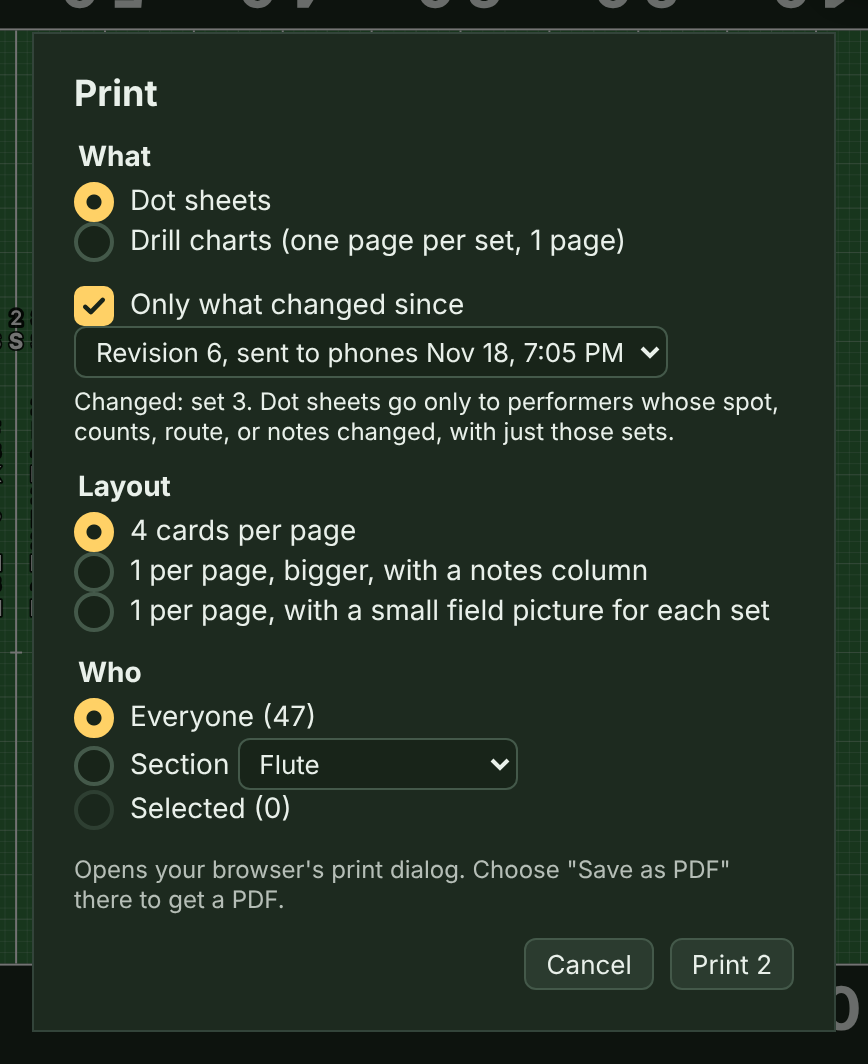 Print
What
Dot sheets
Drill charts (one page per set, 1 page)
Only what changed since
Revision 6, sent to phones Nov 18, 7:05 PM
Changed: set 3. Dot sheets go only to performers whose spot,
counts, route, or notes changed, with just those sets.
Layout
4 cards per page
1 per page, bigger, with a notes column
1 per page, with a small field picture for each set
Who
Everyone (47)
Section Flute
Selected (0)
Opens your browser's print dialog. Choose "Save as PDF"
there to get a PDF.
Cancel Print 2